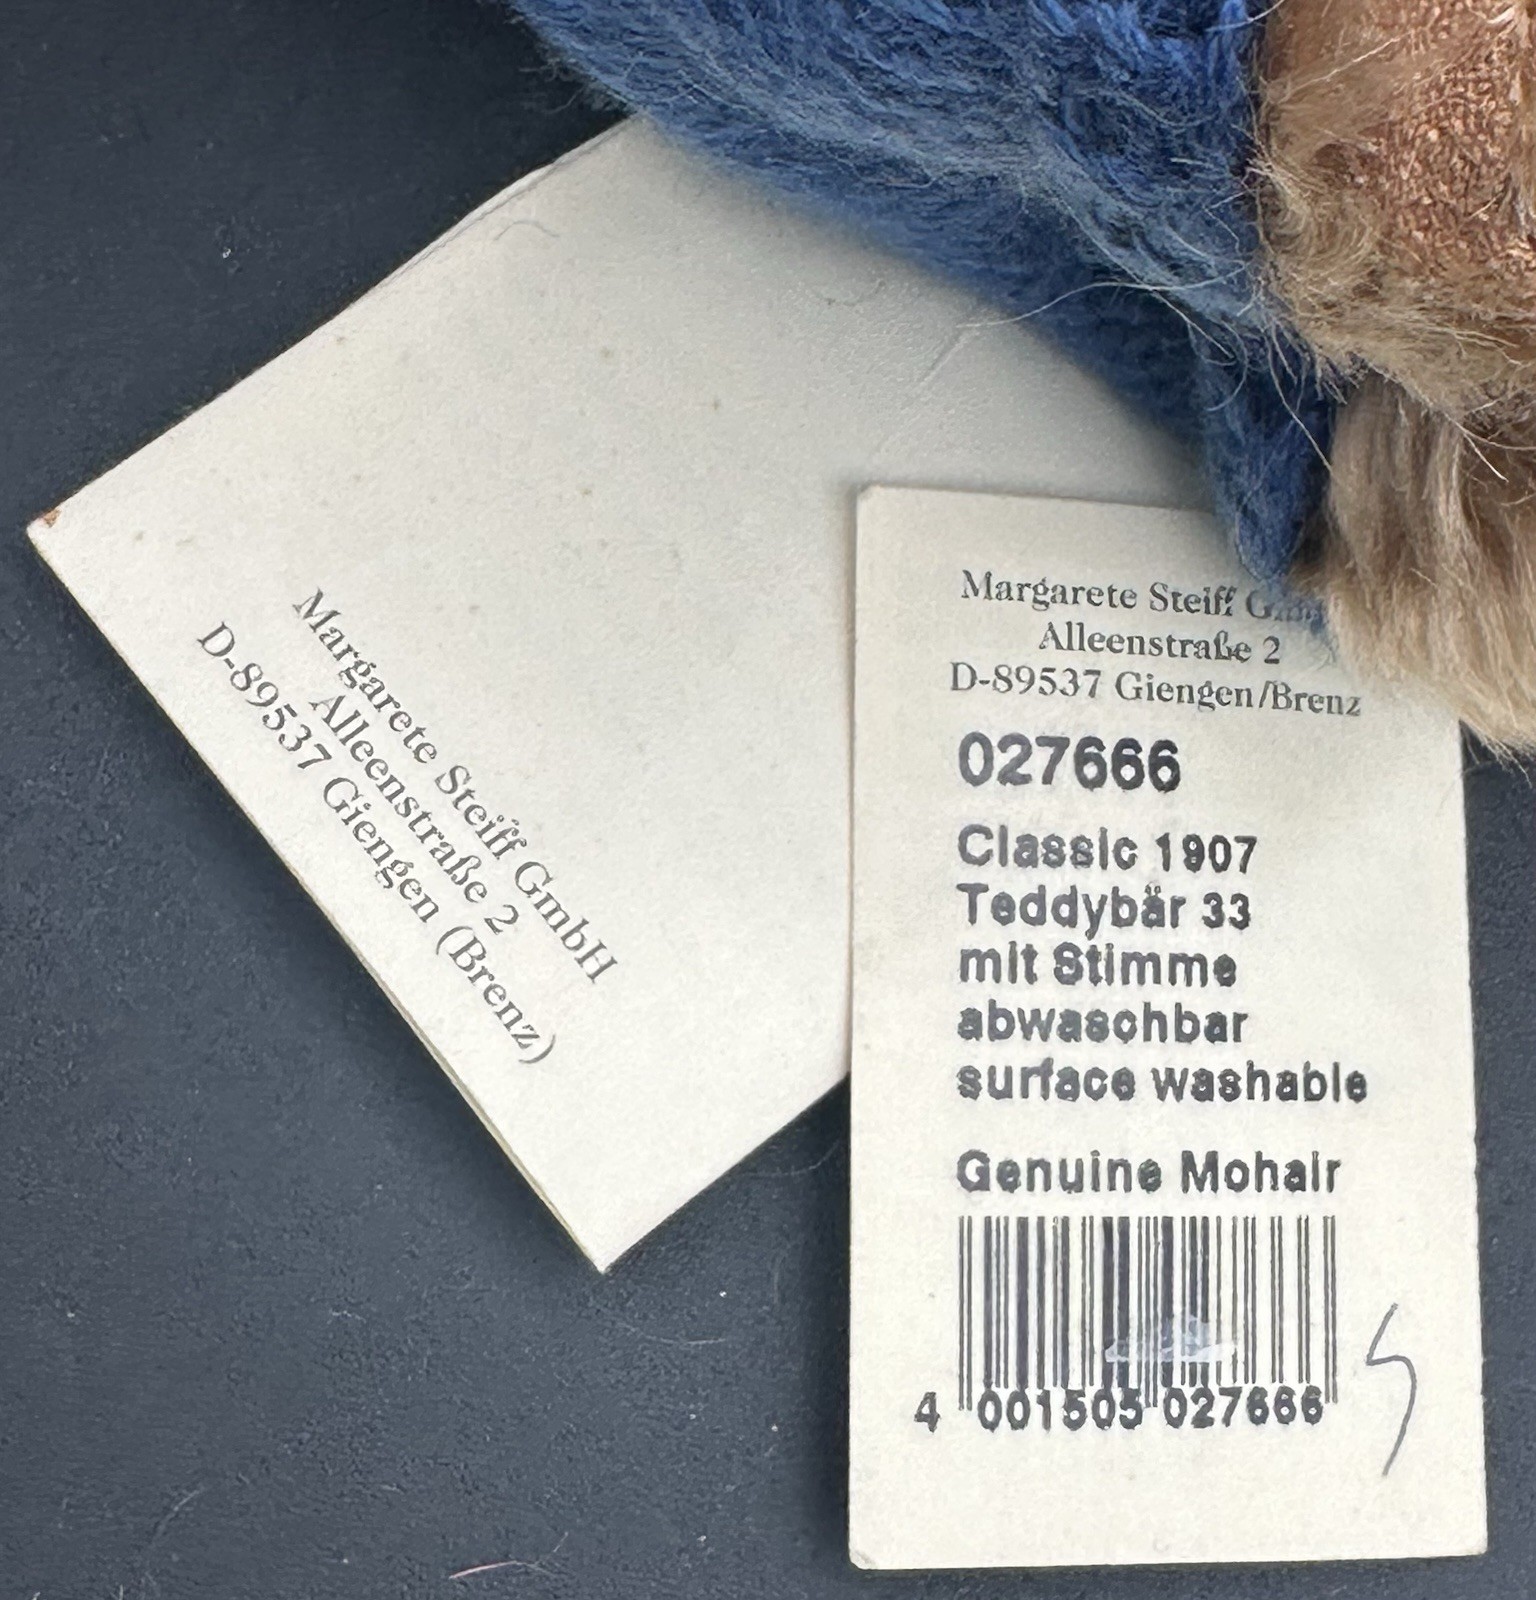 Margarete Steiff GmbH
Alleenstraße 2
D-89537 Giengen (Brenz)
Margarete Steiff
Alleenstraße 2
D-89537 Giengen/Brenz
027666
Classic 1907
Teddybär 33
mit Stimme
abwaschbar
surface washable
Genuine Mohair
4 001505 027666